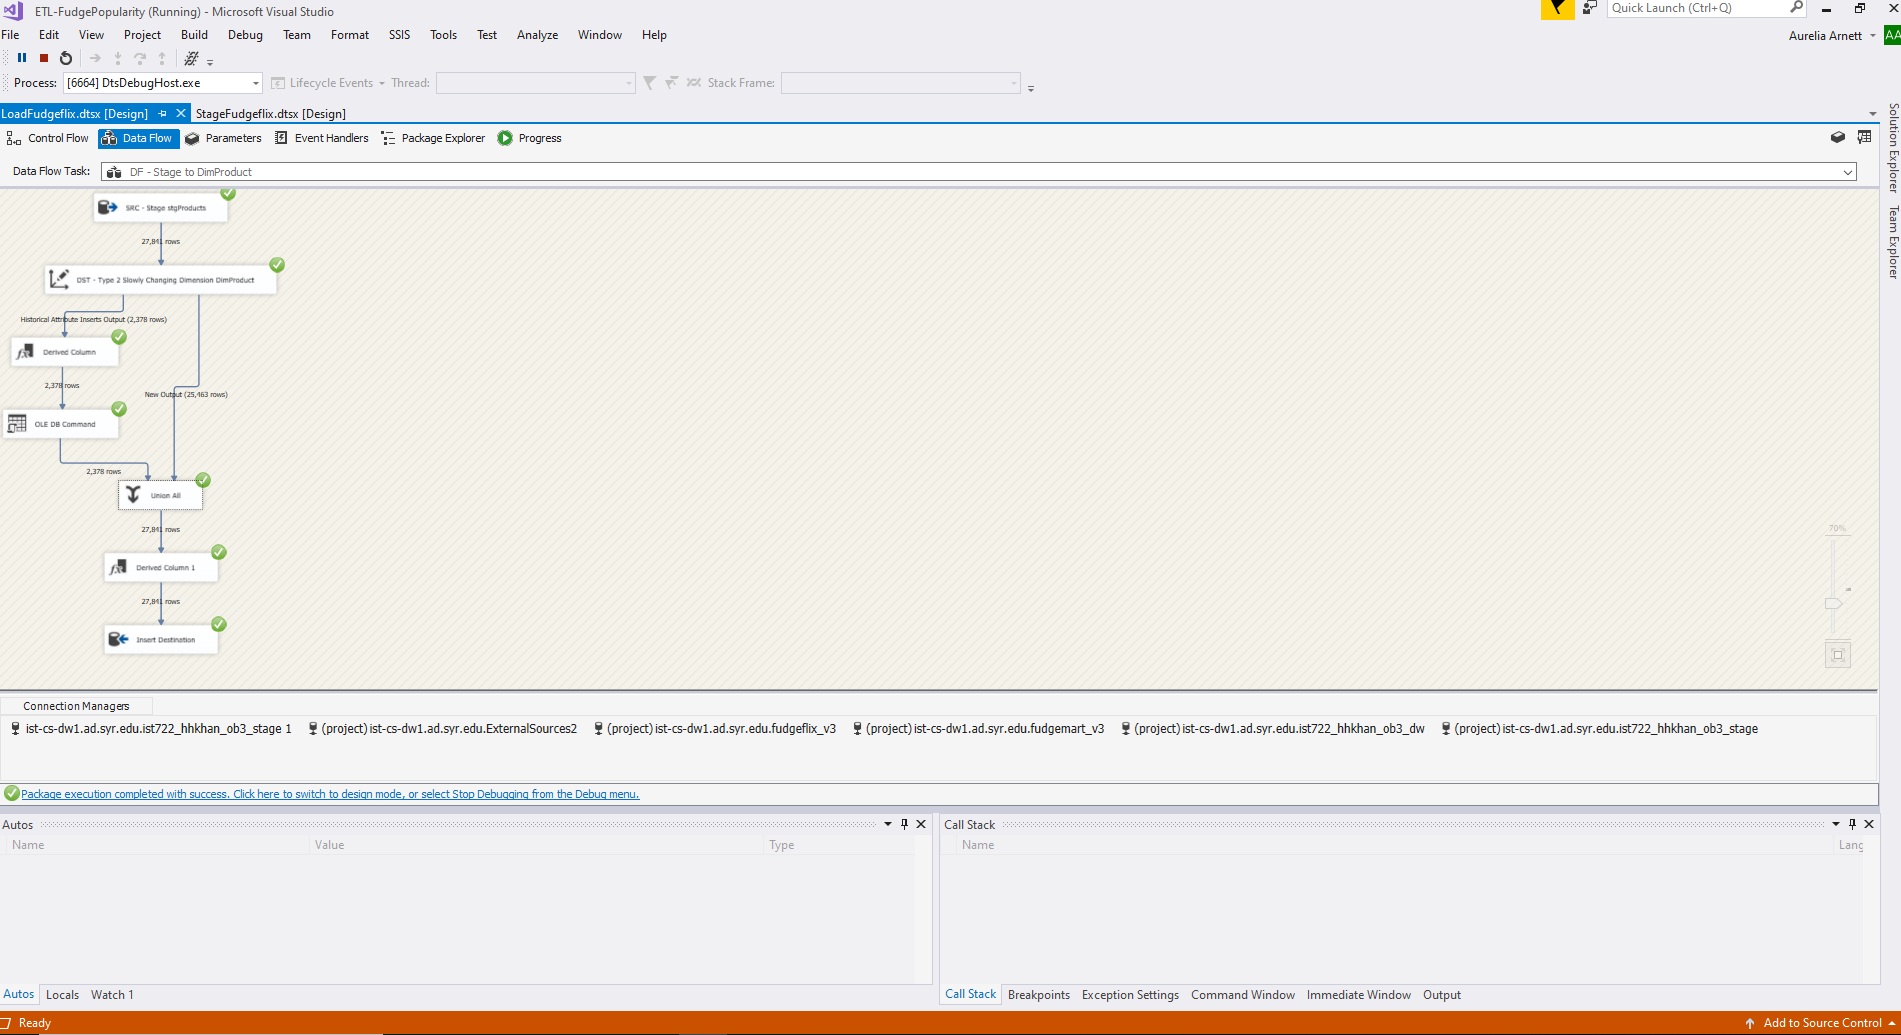 ETL-FudgePopularity (Running) - Microsoft Visual Studio
Quick Launch (Ctrl+Q)
File Edit View Project Build Debug Team Format SSIS Tools Test Analyze Window Help
Aurelia Arnett AA
Process: [6664] DtsDebugHost.exe Lifecycle Events Thread: Stack Frame:
LoadFudgeflix.dtsx [Design] StageFudgeflix.dtsx [Design]
Control Flow Data Flow Parameters Event Handlers Package Explorer Progress
Data Flow Task: DF - Stage to DimProduct
Solution Explorer
Team Explorer
SRC - Stage stgProducts
27,841 rows
DST - Type 2 Slowly Changing Dimension DimProduct
Historical Attribute Inserts Output (2,378 rows)
Derived Column
2,378 rows
New Output (25,463 rows)
OLE DB Command
2,378 rows
Union All
27,841 rows
Derived Column 1
27,841 rows
Insert Destination
70%
Connection Managers
ist-cs-dw1.ad.syr.edu.ist722_hhkhan_ob3_stage 1 (project) ist-cs-dw1.ad.syr.edu.ExternalSources2 (project) ist-cs-dw1.ad.syr.edu.fudgeflix_v3 (project) ist-cs-dw1.ad.syr.edu.fudgemart_v3 (project) ist-cs-dw1.ad.syr.edu.ist722_hhkhan_ob3_dw (project) ist-cs-dw1.ad.syr.edu.ist722_hhkhan_ob3_stage
Package execution completed with success. Click here to switch to design mode, or select Stop Debugging from the Debug menu.
Autos
Name Value Type
Call Stack
Name Lang
Autos Locals Watch 1
Call Stack Breakpoints Exception Settings Command Window Immediate Window Output
Ready
Add to Source Control